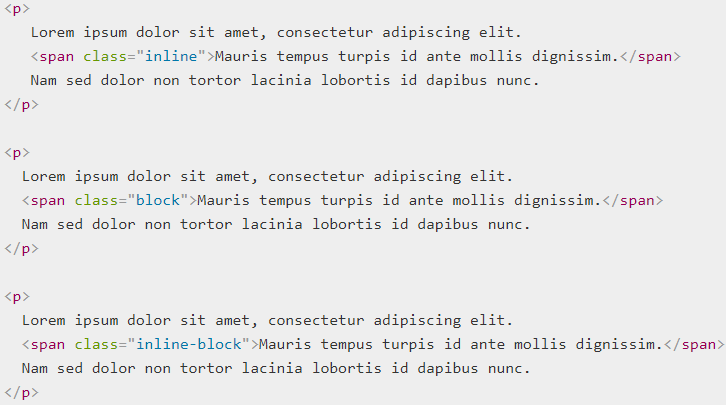 <p>
   Lorem ipsum dolor sit amet, consectetur adipiscing elit.
   <span class="inline">Mauris tempus turpis id ante mollis dignissim.</span>
   Nam sed dolor non tortor lacinia lobortis id dapibus nunc.
</p>

<p>
  Lorem ipsum dolor sit amet, consectetur adipiscing elit.
  <span class="block">Mauris tempus turpis id ante mollis dignissim.</span>
  Nam sed dolor non tortor lacinia lobortis id dapibus nunc.
</p>

<p>
  Lorem ipsum dolor sit amet, consectetur adipiscing elit.
  <span class="inline-block">Mauris tempus turpis id ante mollis dignissim.</span>
  Nam sed dolor non tortor lacinia lobortis id dapibus nunc.
</p>